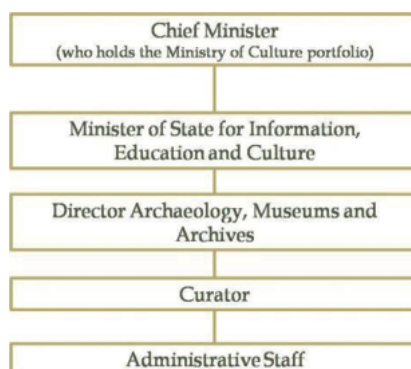 Chief Minister
(who holds the Ministry of Culture portfolio)
Minister of State for Information,
Education and Culture
Director Archaeology, Museums and
Archives
Curator
Administrative Staff